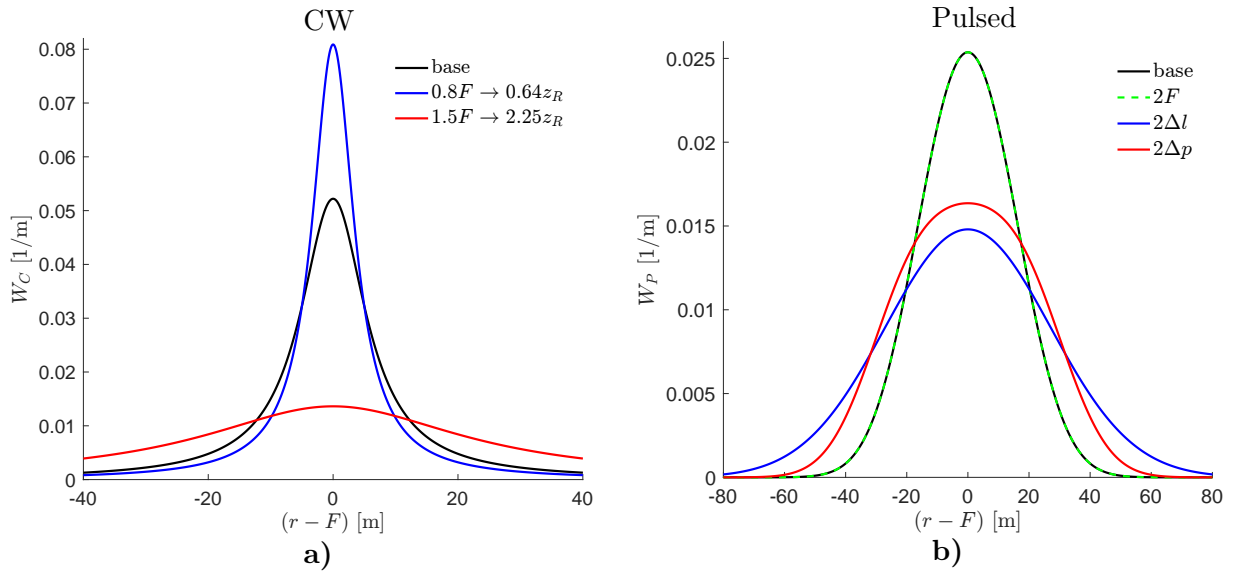 CW
0.08
0.07
0.06
0.05
0.04
0.03
0.02
0.01
0
W_C [1/m]
base
0.8F → 0.64z_R
1.5F → 2.25z_R
-40
-20
0
20
40
(r − F) [m]
a)
Pulsed
0.025
0.02
0.015
0.01
0.005
0
W_P [1/m]
base
2F
2Δl
2Δp
-80
-60
-40
-20
0
20
40
60
80
(r − F) [m]
b)